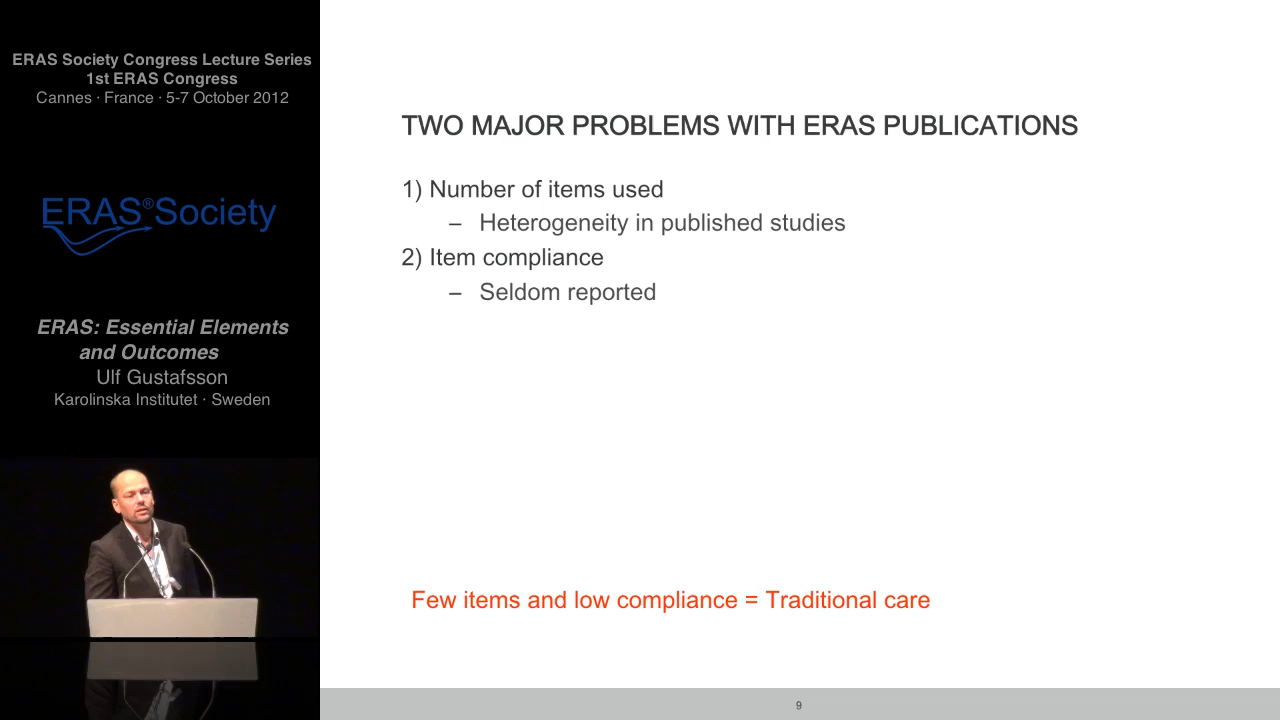 ERAS Society Congress Lecture Series
1st ERAS Congress
Cannes · France · 5-7 October 2012
ERAS®Society
ERAS: Essential Elements
and Outcomes
Ulf Gustafsson
Karolinska Institutet · Sweden
TWO MAJOR PROBLEMS WITH ERAS PUBLICATIONS
1) Number of items used
– Heterogeneity in published studies
2) Item compliance
– Seldom reported
Few items and low compliance = Traditional care
9